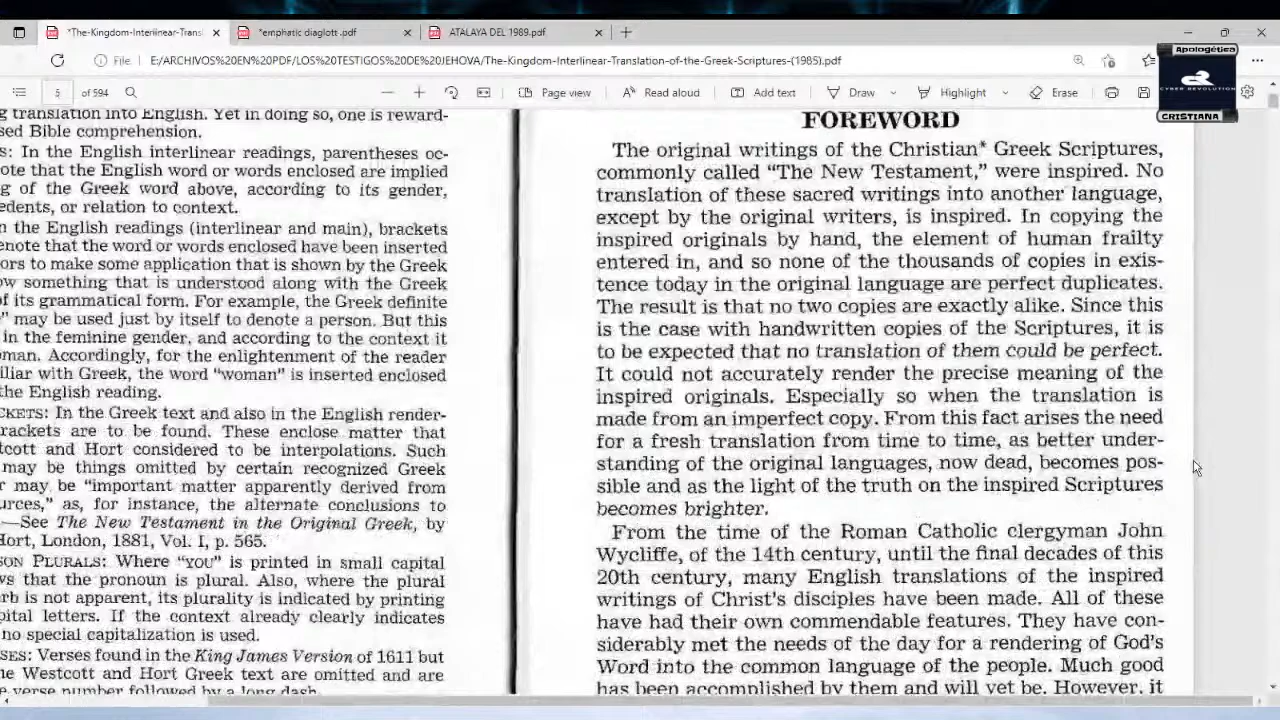 *The-Kingdom-Interlinear-Transl
*emphatic diaglott.pdf
ATALAYA DEL 1989.pdf
File
E:/ARCHIVOS%20EN%20PDF/LOS%20TESTIGOS%20DE%20JEHOVA/The-Kingdom-Interlinear-Translation-of-the-Greek-Scriptures-(1985).pdf
Apologética
CYBER REVOLUTION
CRISTIANA
5 of 594
Page view
Read aloud
Add text
Draw
Highlight
Erase
g translation into English. Yet in doing so, one is reward-
sed Bible comprehension.
S: In the English interlinear readings, parentheses oc-
ote that the English word or words enclosed are implied
g of the Greek word above, according to its gender,
edents, or relation to context.
n the English readings (interlinear and main), brackets
enote that the word or words enclosed have been inserted
ors to make some application that is shown by the Greek
ow something that is understood along with the Greek
f its grammatical form. For example, the Greek definite
" may be used just by itself to denote a person. But this
in the feminine gender, and according to the context it
oman. Accordingly, for the enlightenment of the reader
iliar with Greek, the word "woman" is inserted enclosed
the English reading.
CKETS: In the Greek text and also in the English render-
rackets are to be found. These enclose matter that
tcott and Hort considered to be interpolations. Such
may be things omitted by certain recognized Greek
r may be "important matter apparently derived from
urces," as, for instance, the alternate conclusions to
—See The New Testament in the Original Greek, by
Hort, London, 1881, Vol. I, p. 565.
SON PLURALS: Where "YOU" is printed in small capital
ws that the pronoun is plural. Also, where the plural
rb is not apparent, its plurality is indicated by printing
pital letters. If the context already clearly indicates
no special capitalization is used.
SES: Verses found in the King James Version of 1611 but
he Westcott and Hort Greek text are omitted and are
e verse number followed by a long dash.
FOREWORD
The original writings of the Christian* Greek Scriptures,
commonly called "The New Testament," were inspired. No
translation of these sacred writings into another language,
except by the original writers, is inspired. In copying the
inspired originals by hand, the element of human frailty
entered in, and so none of the thousands of copies in exis-
tence today in the original language are perfect duplicates.
The result is that no two copies are exactly alike. Since this
is the case with handwritten copies of the Scriptures, it is
to be expected that no translation of them could be perfect.
It could not accurately render the precise meaning of the
inspired originals. Especially so when the translation is
made from an imperfect copy. From this fact arises the need
for a fresh translation from time to time, as better under-
standing of the original languages, now dead, becomes pos-
sible and as the light of the truth on the inspired Scriptures
becomes brighter.
From the time of the Roman Catholic clergyman John
Wycliffe, of the 14th century, until the final decades of this
20th century, many English translations of the inspired
writings of Christ's disciples have been made. All of these
have had their own commendable features. They have con-
siderably met the needs of the day for a rendering of God's
Word into the common language of the people. Much good
has been accomplished by them and will yet be. However, it